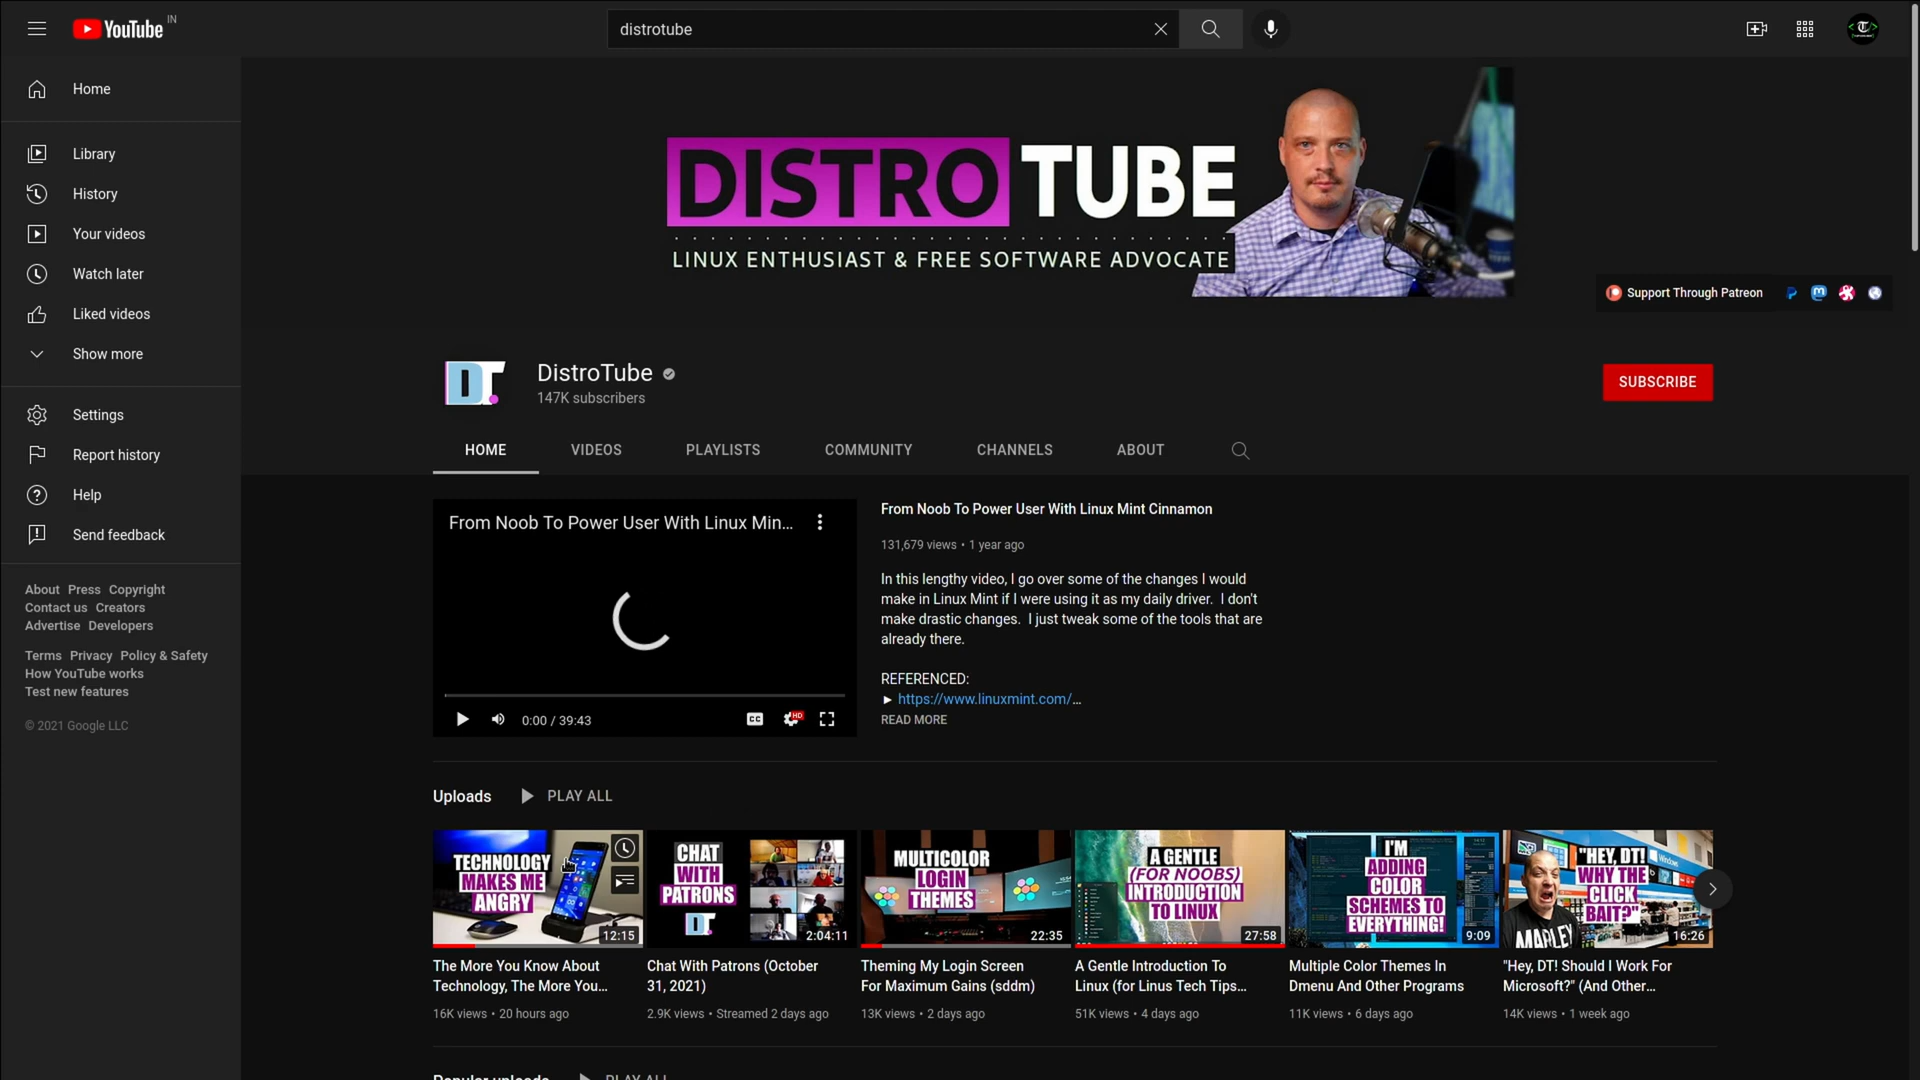 YouTube IN
distrotube
Home
Library
History
Your videos
Watch later
Liked videos
Show more
Settings
Report history
Help
Send feedback
About Press Copyright
Contact us Creators
Advertise Developers
Terms Privacy Policy & Safety
How YouTube works
Test new features
© 2021 Google LLC
DISTRO TUBE
LINUX ENTHUSIAST & FREE SOFTWARE ADVOCATE
Support Through Patreon
DT
DistroTube
147K subscribers
SUBSCRIBE
HOME VIDEOS PLAYLISTS COMMUNITY CHANNELS ABOUT
From Noob To Power User With Linux Min...
0:00 / 39:43
CC
HD
From Noob To Power User With Linux Mint Cinnamon
131,679 views • 1 year ago
In this lengthy video, I go over some of the changes I would
make in Linux Mint if I were using it as my daily driver. I don't
make drastic changes. I just tweak some of the tools that are
already there.
REFERENCED:
► https://www.linuxmint.com/...
READ MORE
Uploads PLAY ALL
TECHNOLOGY
MAKES ME
ANGRY
12:15
The More You Know About
Technology, The More You...
16K views • 20 hours ago
CHAT
WITH
PATRONS
DT
2:04:11
Chat With Patrons (October
31, 2021)
2.9K views • Streamed 2 days ago
MULTICOLOR
LOGIN
THEMES
22:35
Theming My Login Screen
For Maximum Gains (sddm)
13K views • 2 days ago
A GENTLE
(FOR NOOBS)
INTRODUCTION
TO LINUX
27:58
A Gentle Introduction To
Linux (for Linus Tech Tips...
51K views • 4 days ago
I'M
ADDING
COLOR
SCHEMES TO
EVERYTHING!
9:09
Multiple Color Themes In
Dmenu And Other Programs
11K views • 6 days ago
"HEY, DT!
WHY THE
CLICK
BAIT?"
Windows
MARLEY
16:26
"Hey, DT! Should I Work For
Microsoft?" (And Other...
14K views • 1 week ago
Popular uploads PLAY ALL